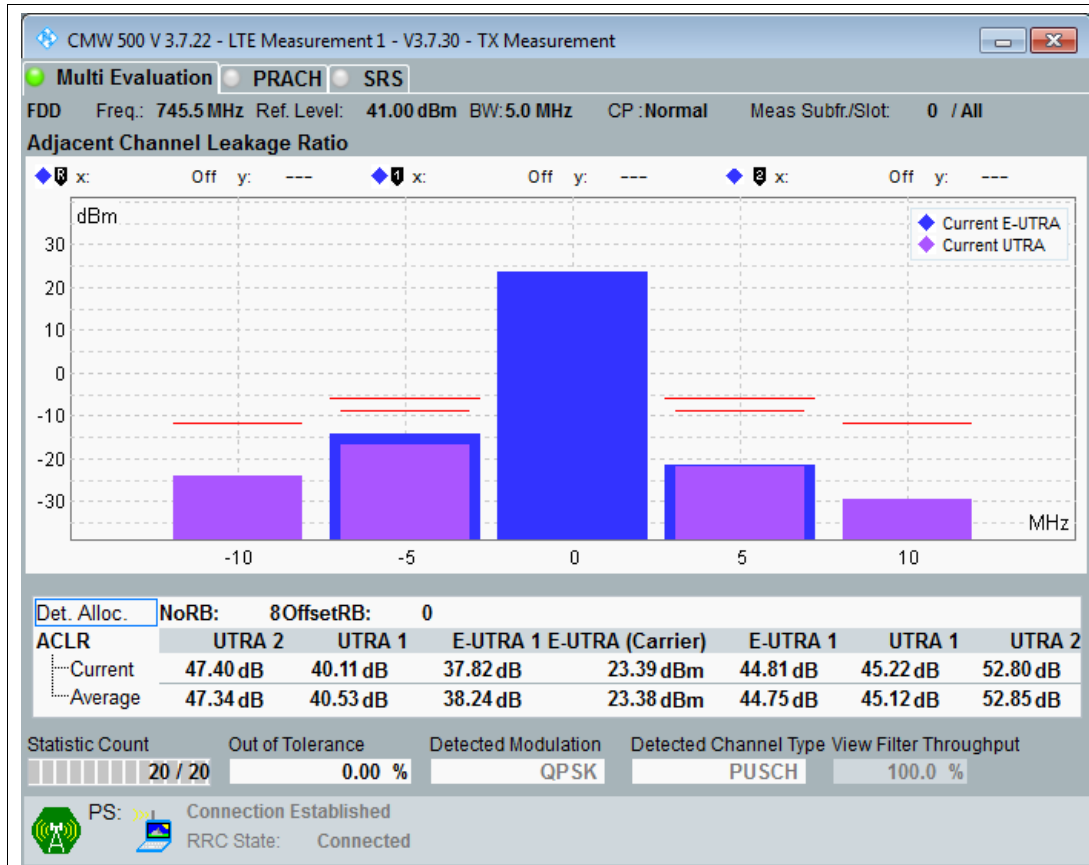 CMW 500 V 3.7.22 - LTE Measurement 1 - V3.7.30 - TX Measurement
Multi Evaluation PRACH SRS
FDD Freq.: 745.5 MHz Ref. Level: 41.00 dBm BW: 5.0 MHz CP : Normal Meas Subfr./Slot: 0 / All
Adjacent Channel Leakage Ratio
R x: Off y: --- 1 x: Off y: --- 2 x: Off y: ---
dBm
Current E-UTRA
Current UTRA
30
20
10
0
-10
-20
-30
MHz
-10 -5 0 5 10
Det. Alloc. NoRB: 8 OffsetRB: 0
ACLR UTRA 2 UTRA 1 E-UTRA 1 E-UTRA (Carrier) E-UTRA 1 UTRA 1 UTRA 2
Current 47.40 dB 40.11 dB 37.82 dB 23.39 dBm 44.81 dB 45.22 dB 52.80 dB
Average 47.34 dB 40.53 dB 38.24 dB 23.38 dBm 44.75 dB 45.12 dB 52.85 dB
Statistic Count Out of Tolerance Detected Modulation Detected Channel Type View Filter Throughput
20 / 20 0.00 % QPSK PUSCH 100.0 %
PS: Connection Established
RRC State: Connected